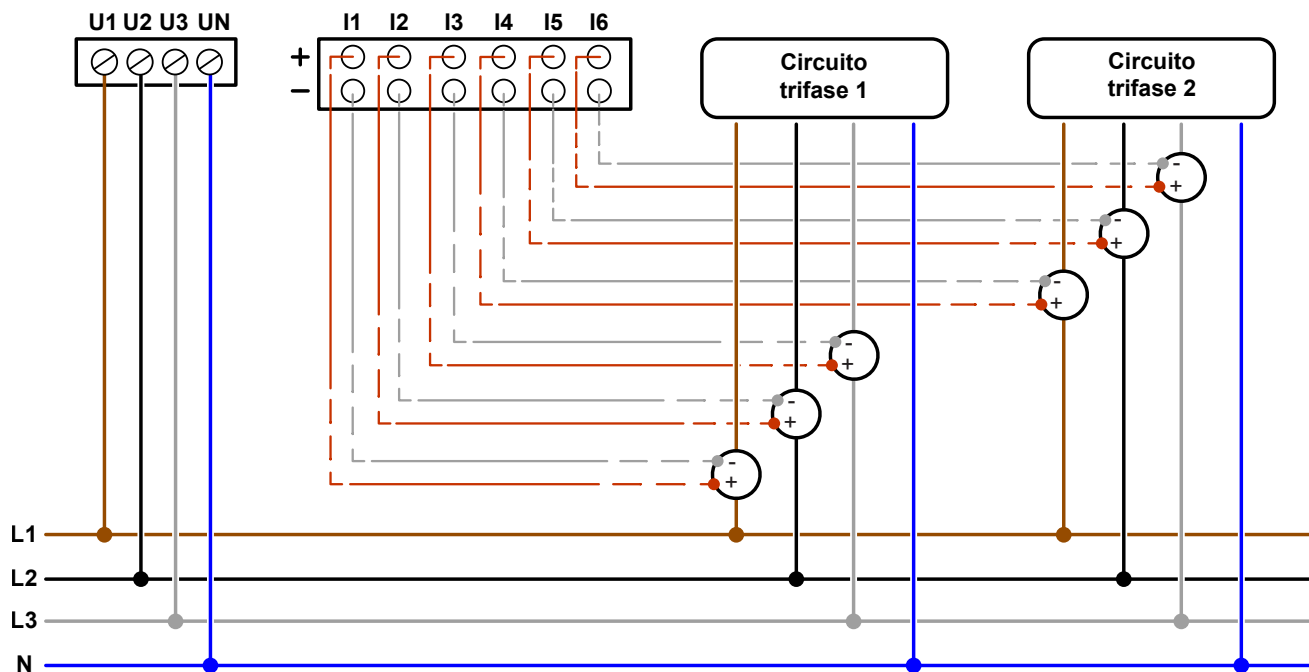 U1 U2 U3 UN
I1 I2 I3 I4 I5 I6
+
−
Circuito
trifase 1
Circuito
trifase 2
-
+
-
+
-
+
-
+
-
+
-
+
L1
L2
L3
N